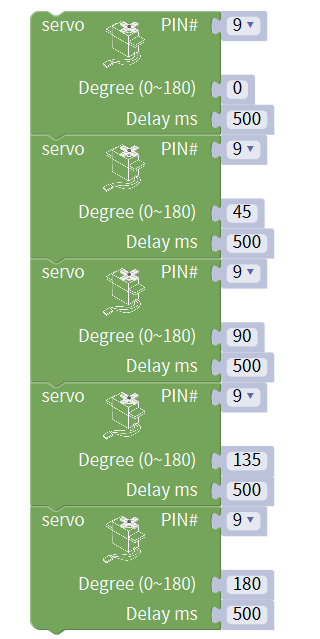 servo PIN# 9
Degree (0~180) 0
Delay ms 500
servo PIN# 9
Degree (0~180) 45
Delay ms 500
servo PIN# 9
Degree (0~180) 90
Delay ms 500
servo PIN# 9
Degree (0~180) 135
Delay ms 500
servo PIN# 9
Degree (0~180) 180
Delay ms 500